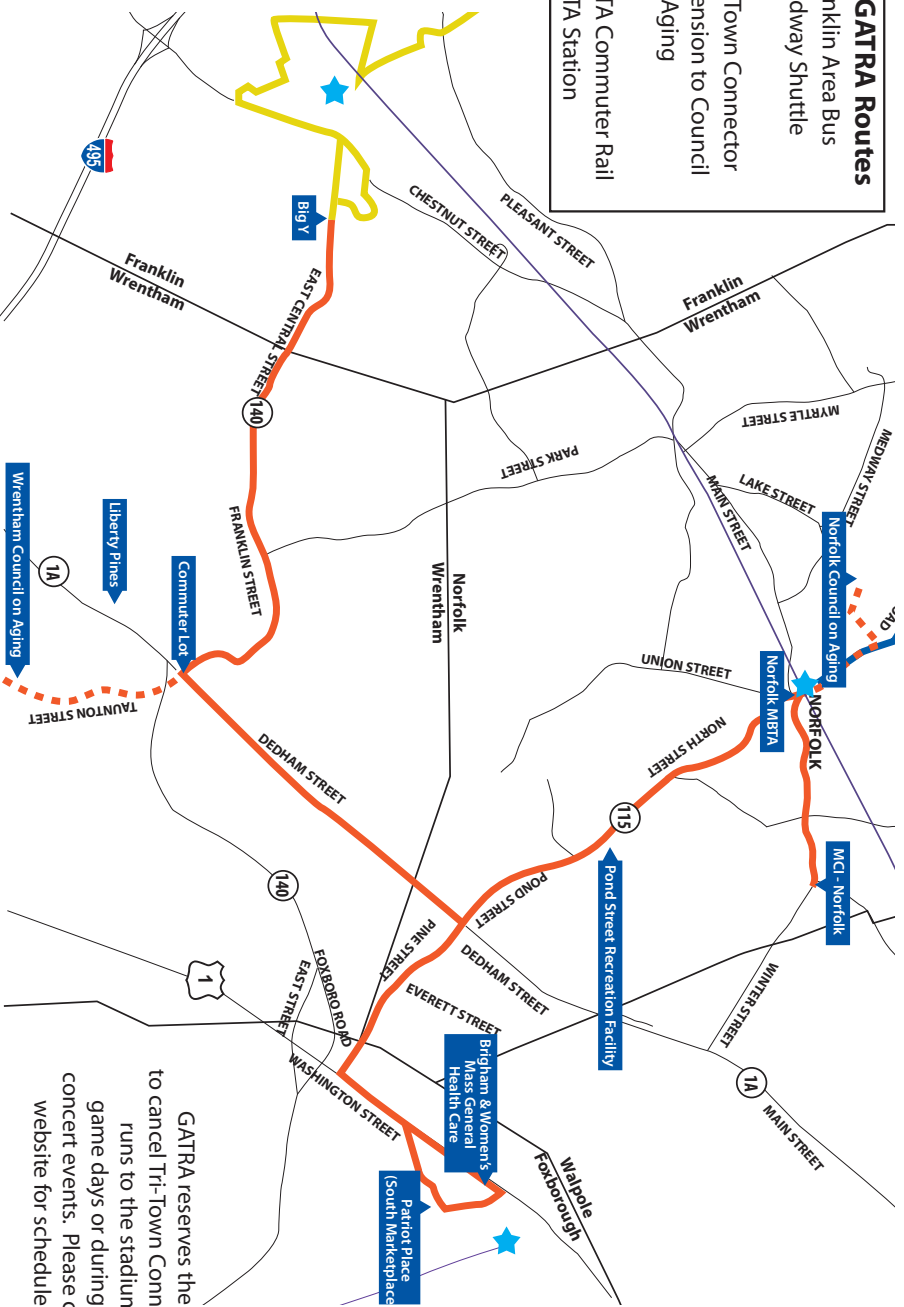 GATRA Routes
nklin Area Bus
dway Shuttle
Town Connector
ension to Council
Aging
TA Commuter Rail
TA Station
495
Big Y
Franklin
Wrentham
EAST CENTRAL STREET
140
CHESTNUT STREET
PLEASANT STREET
Franklin
Wrentham
MYRTLE STREET
MEDWAY STREET
LAKE STREET
MAIN STREET
PARK STREET
FRANKLIN STREET
Norfolk
Wrentham
Norfolk Council on Aging
OAD
UNION STREET
Norfolk MBTA
NORFOLK
NORTH STREET
115
MCI - Norfolk
Pond Street Recreation Facility
POND STREET
WINTER STREET
1A
MAIN STREET
Wrentham Council on Aging
1A
Liberty Pines
Commuter Lot
TAUNTON STREET
DEDHAM STREET
140
1
PINE STREET
DEDHAM STREET
EVERETT STREET
FOXBORO ROAD
EAST STREET
WASHINGTON STREET
Brigham & Women's
Mass General
Health Care
Walpole
Foxborough
Patriot Place
(South Marketplace
GATRA reserves the
to cancel Tri-Town Conn
runs to the stadium
game days or during
concert events. Please c
website for schedule